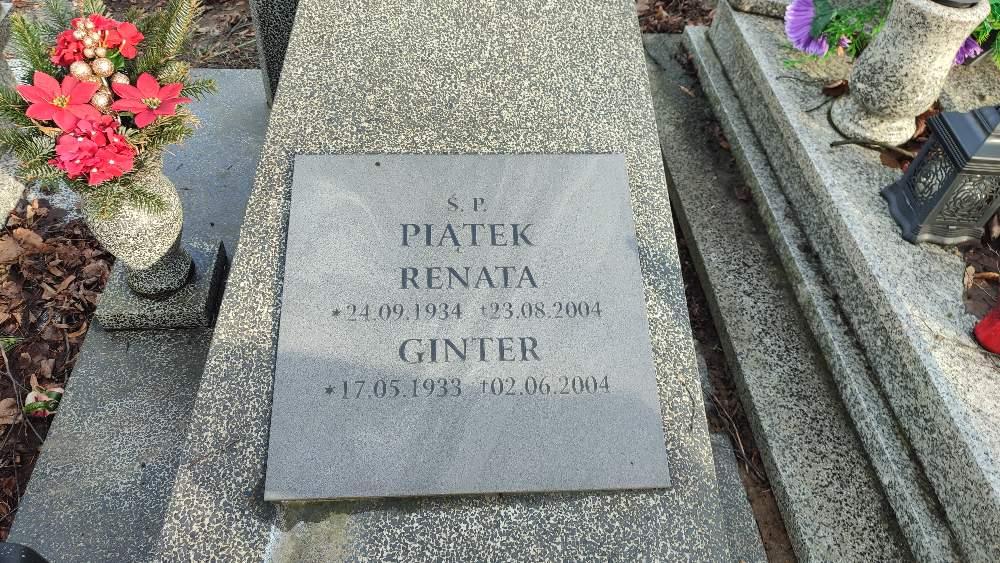 Ś. P.
PIĄTEK
RENATA
*24.09.1934 †23.08.2004
GINTER
*17.05.1933 †02.06.2004